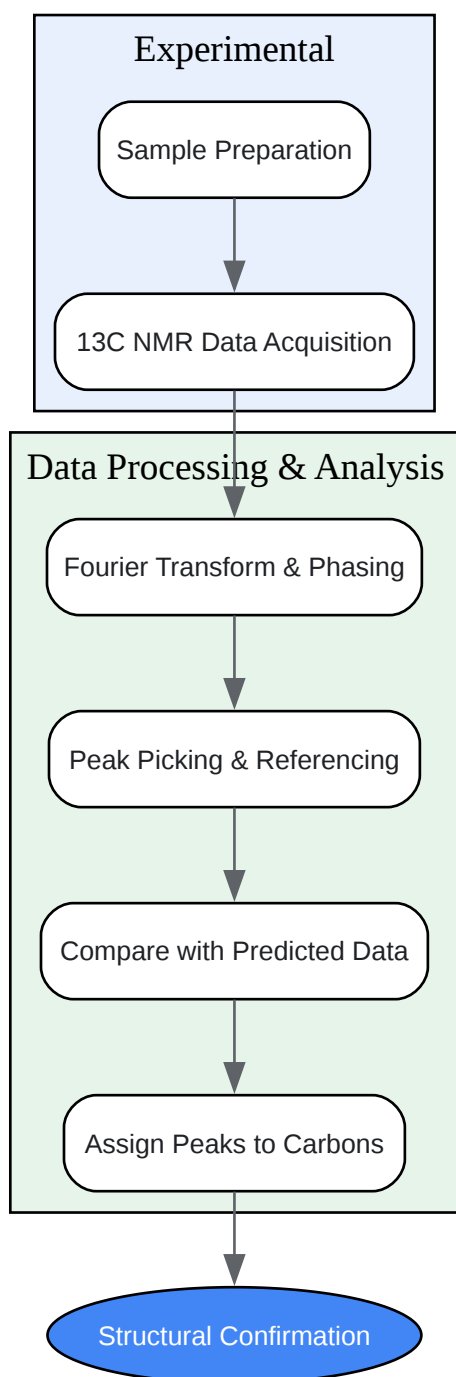 Experimental
Sample Preparation
13C NMR Data Acquisition
Data Processing & Analysis
Fourier Transform & Phasing
Peak Picking & Referencing
Compare with Predicted Data
Assign Peaks to Carbons
Structural Confirmation